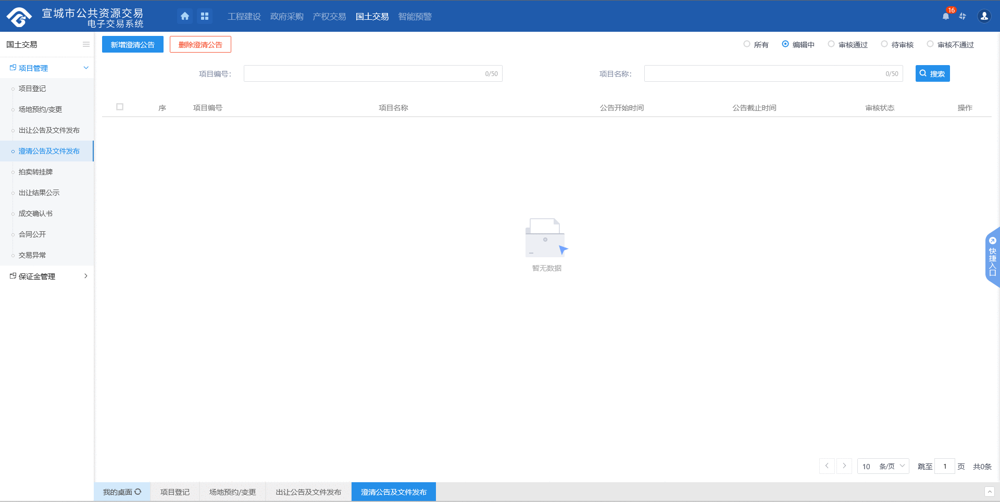 宣城市公共资源交易
电子交易系统
工程建设 政府采购 产权交易 国土交易 智能预警
16
国土交易
项目管理
项目登记
场地预约/变更
出让公告及文件发布
澄清公告及文件发布
拍卖转挂牌
出让结果公示
成交确认书
合同公开
交易异常
保证金管理
新增澄清公告 删除澄清公告
所有 编辑中 审核通过 待审核 审核不通过
项目编号: 0/50 项目名称: 0/50 搜索
序 项目编号 项目名称 公告开始时间 公告截止时间 审核状态 操作
暂无数据
快捷入口
10 条/页 跳至 1 页 共0条
我的桌面 项目登记 场地预约/变更 出让公告及文件发布 澄清公告及文件发布